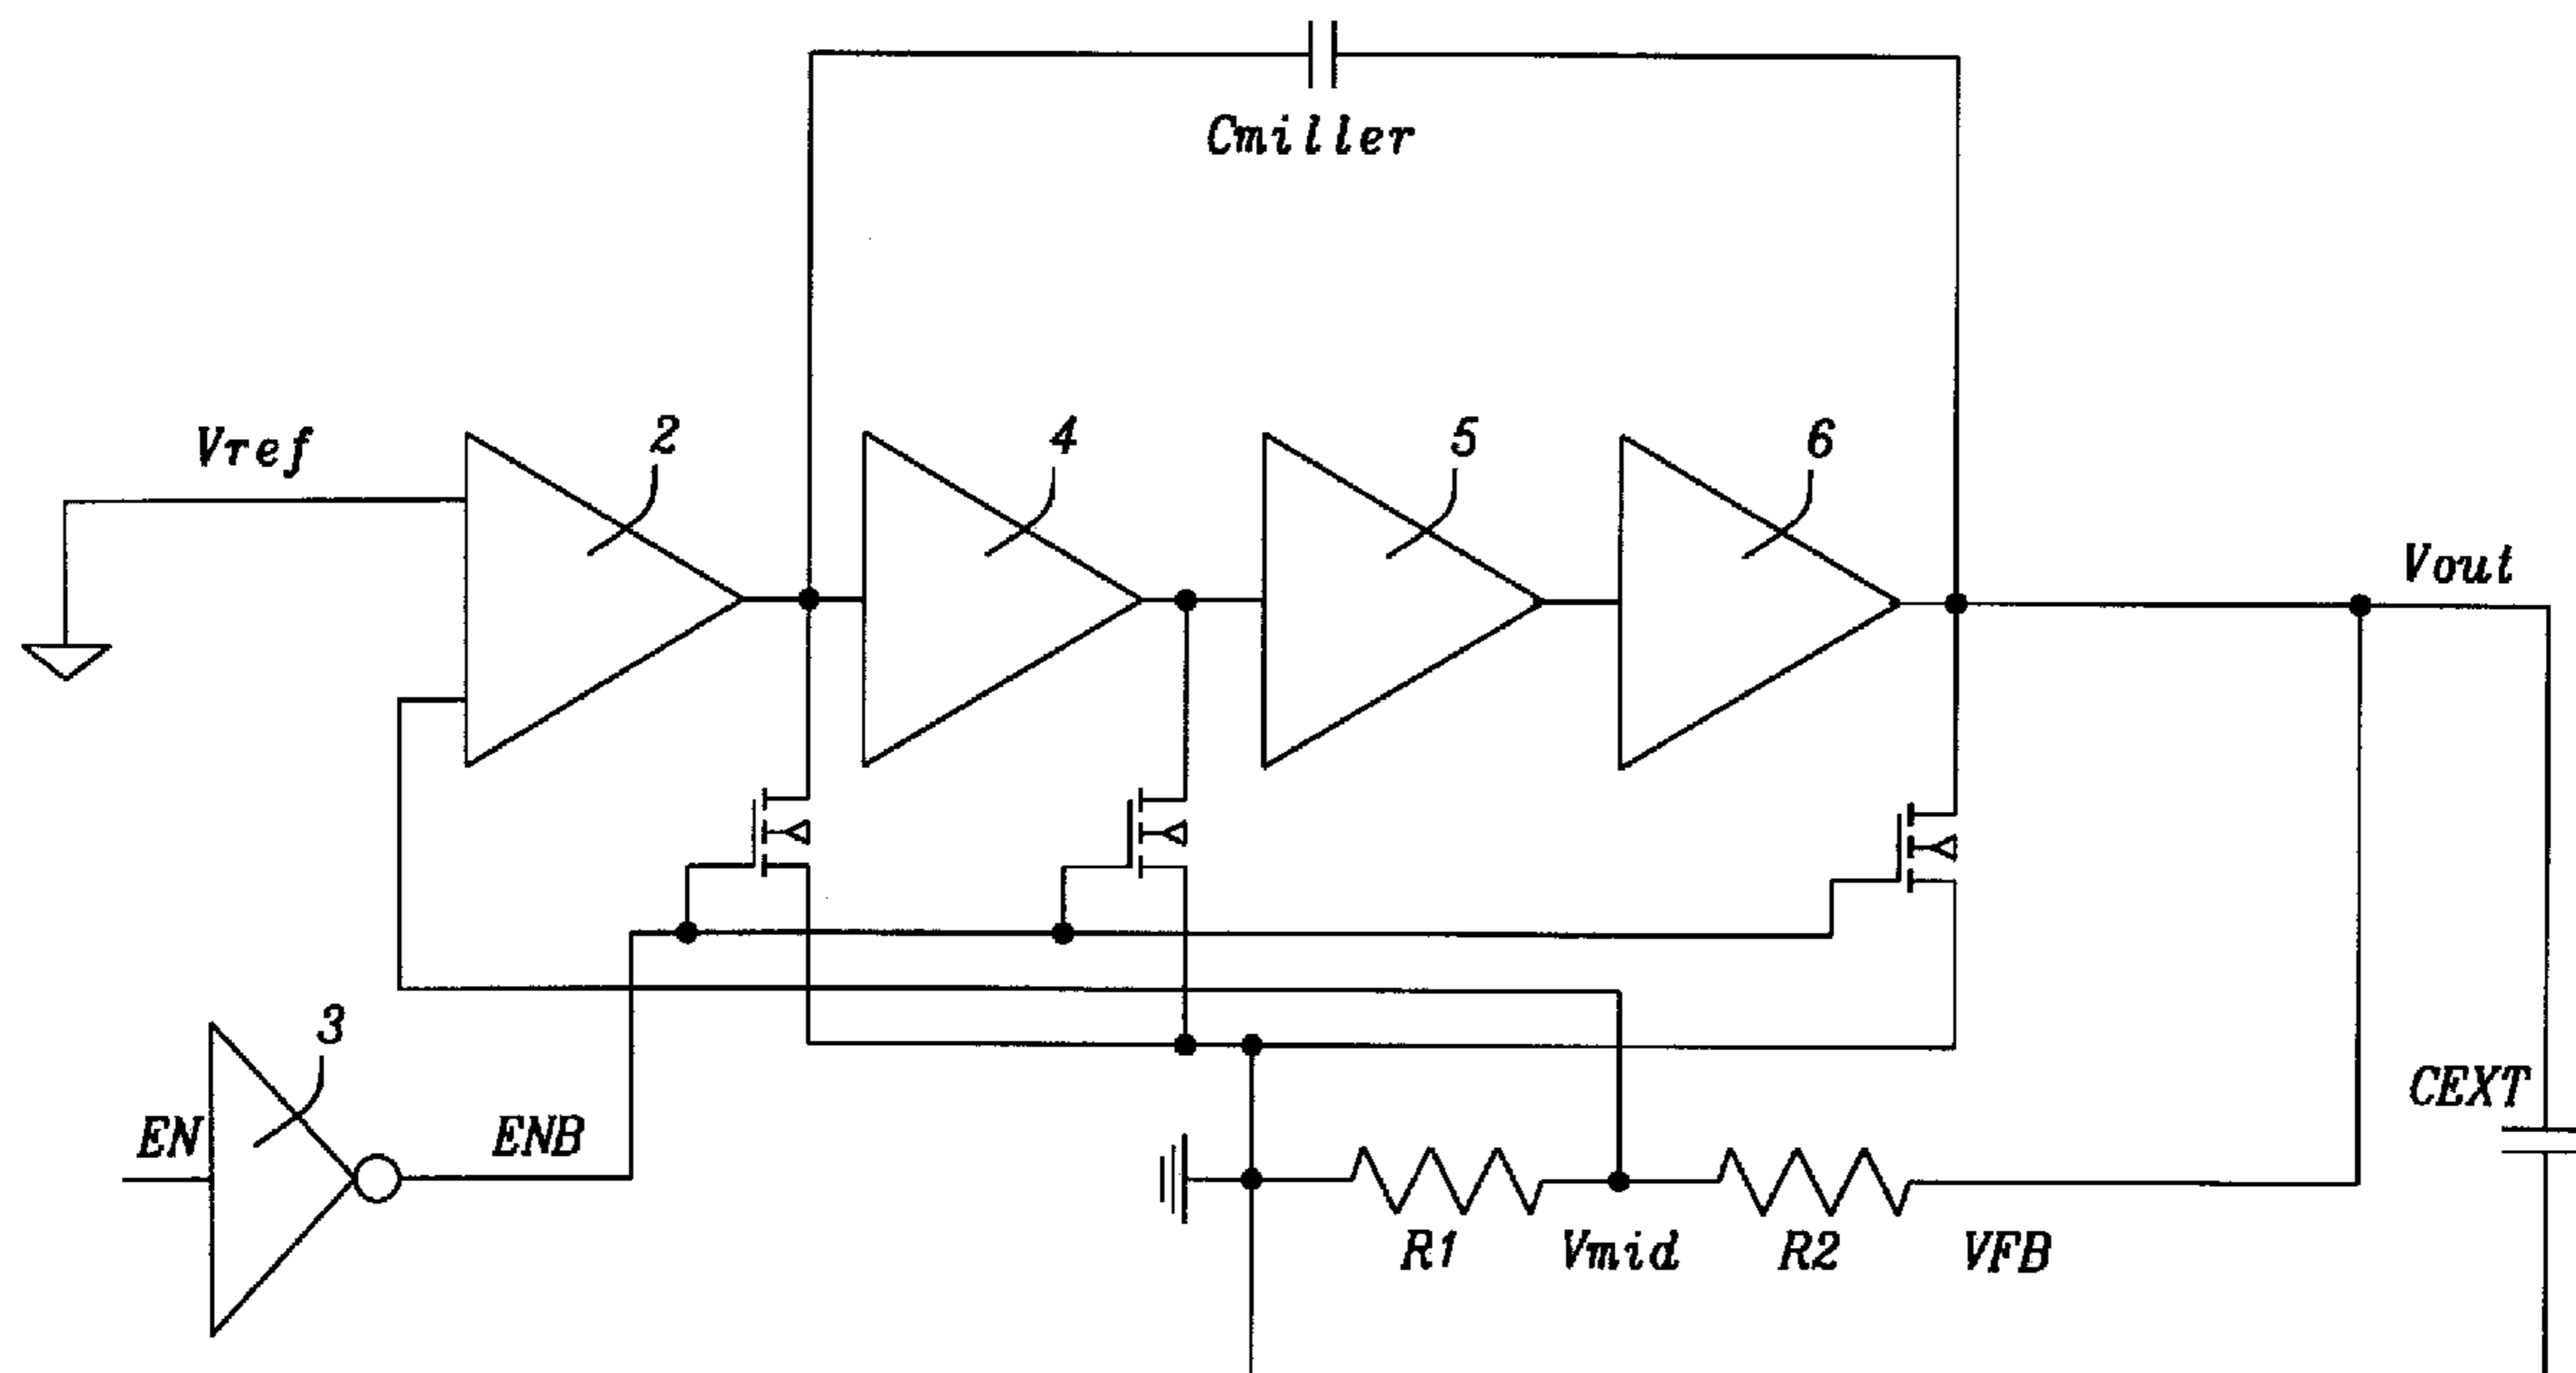 Cmiller
Vref
2
4
5
6
Vout
3
EN
ENB
CEXT
R1
Vmid
R2
VFB